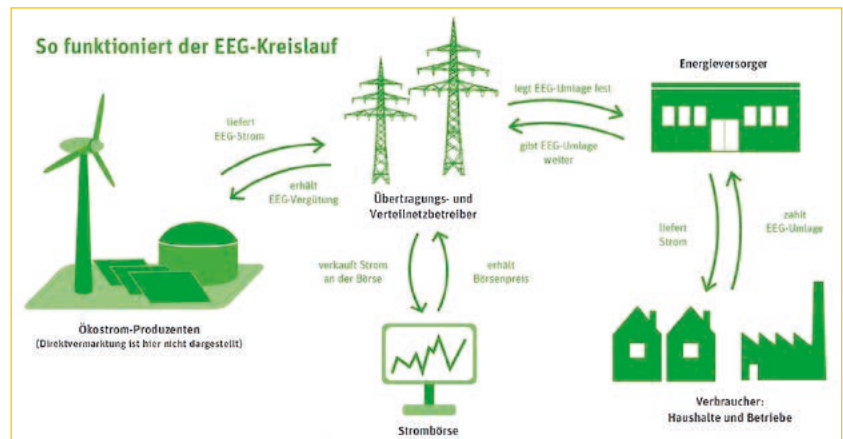 So funktioniert der EEG-Kreislauf
Energieversorger
legt EEG-Umlage fest
liefert
EEG-Strom
gibt EEG-Umlage
weiter
erhält
EEG-Vergütung
Übertragungs- und
Verteilnetzbetreiber
liefert
Strom
zahlt
EEG-Umlage
verkauft Strom
an der Börse
erhält
Börsenpreis
Ökostrom-Produzenten
(Direktvermarktung ist hier nicht dargestellt)
Verbraucher:
Haushalte und Betriebe
Strombörse